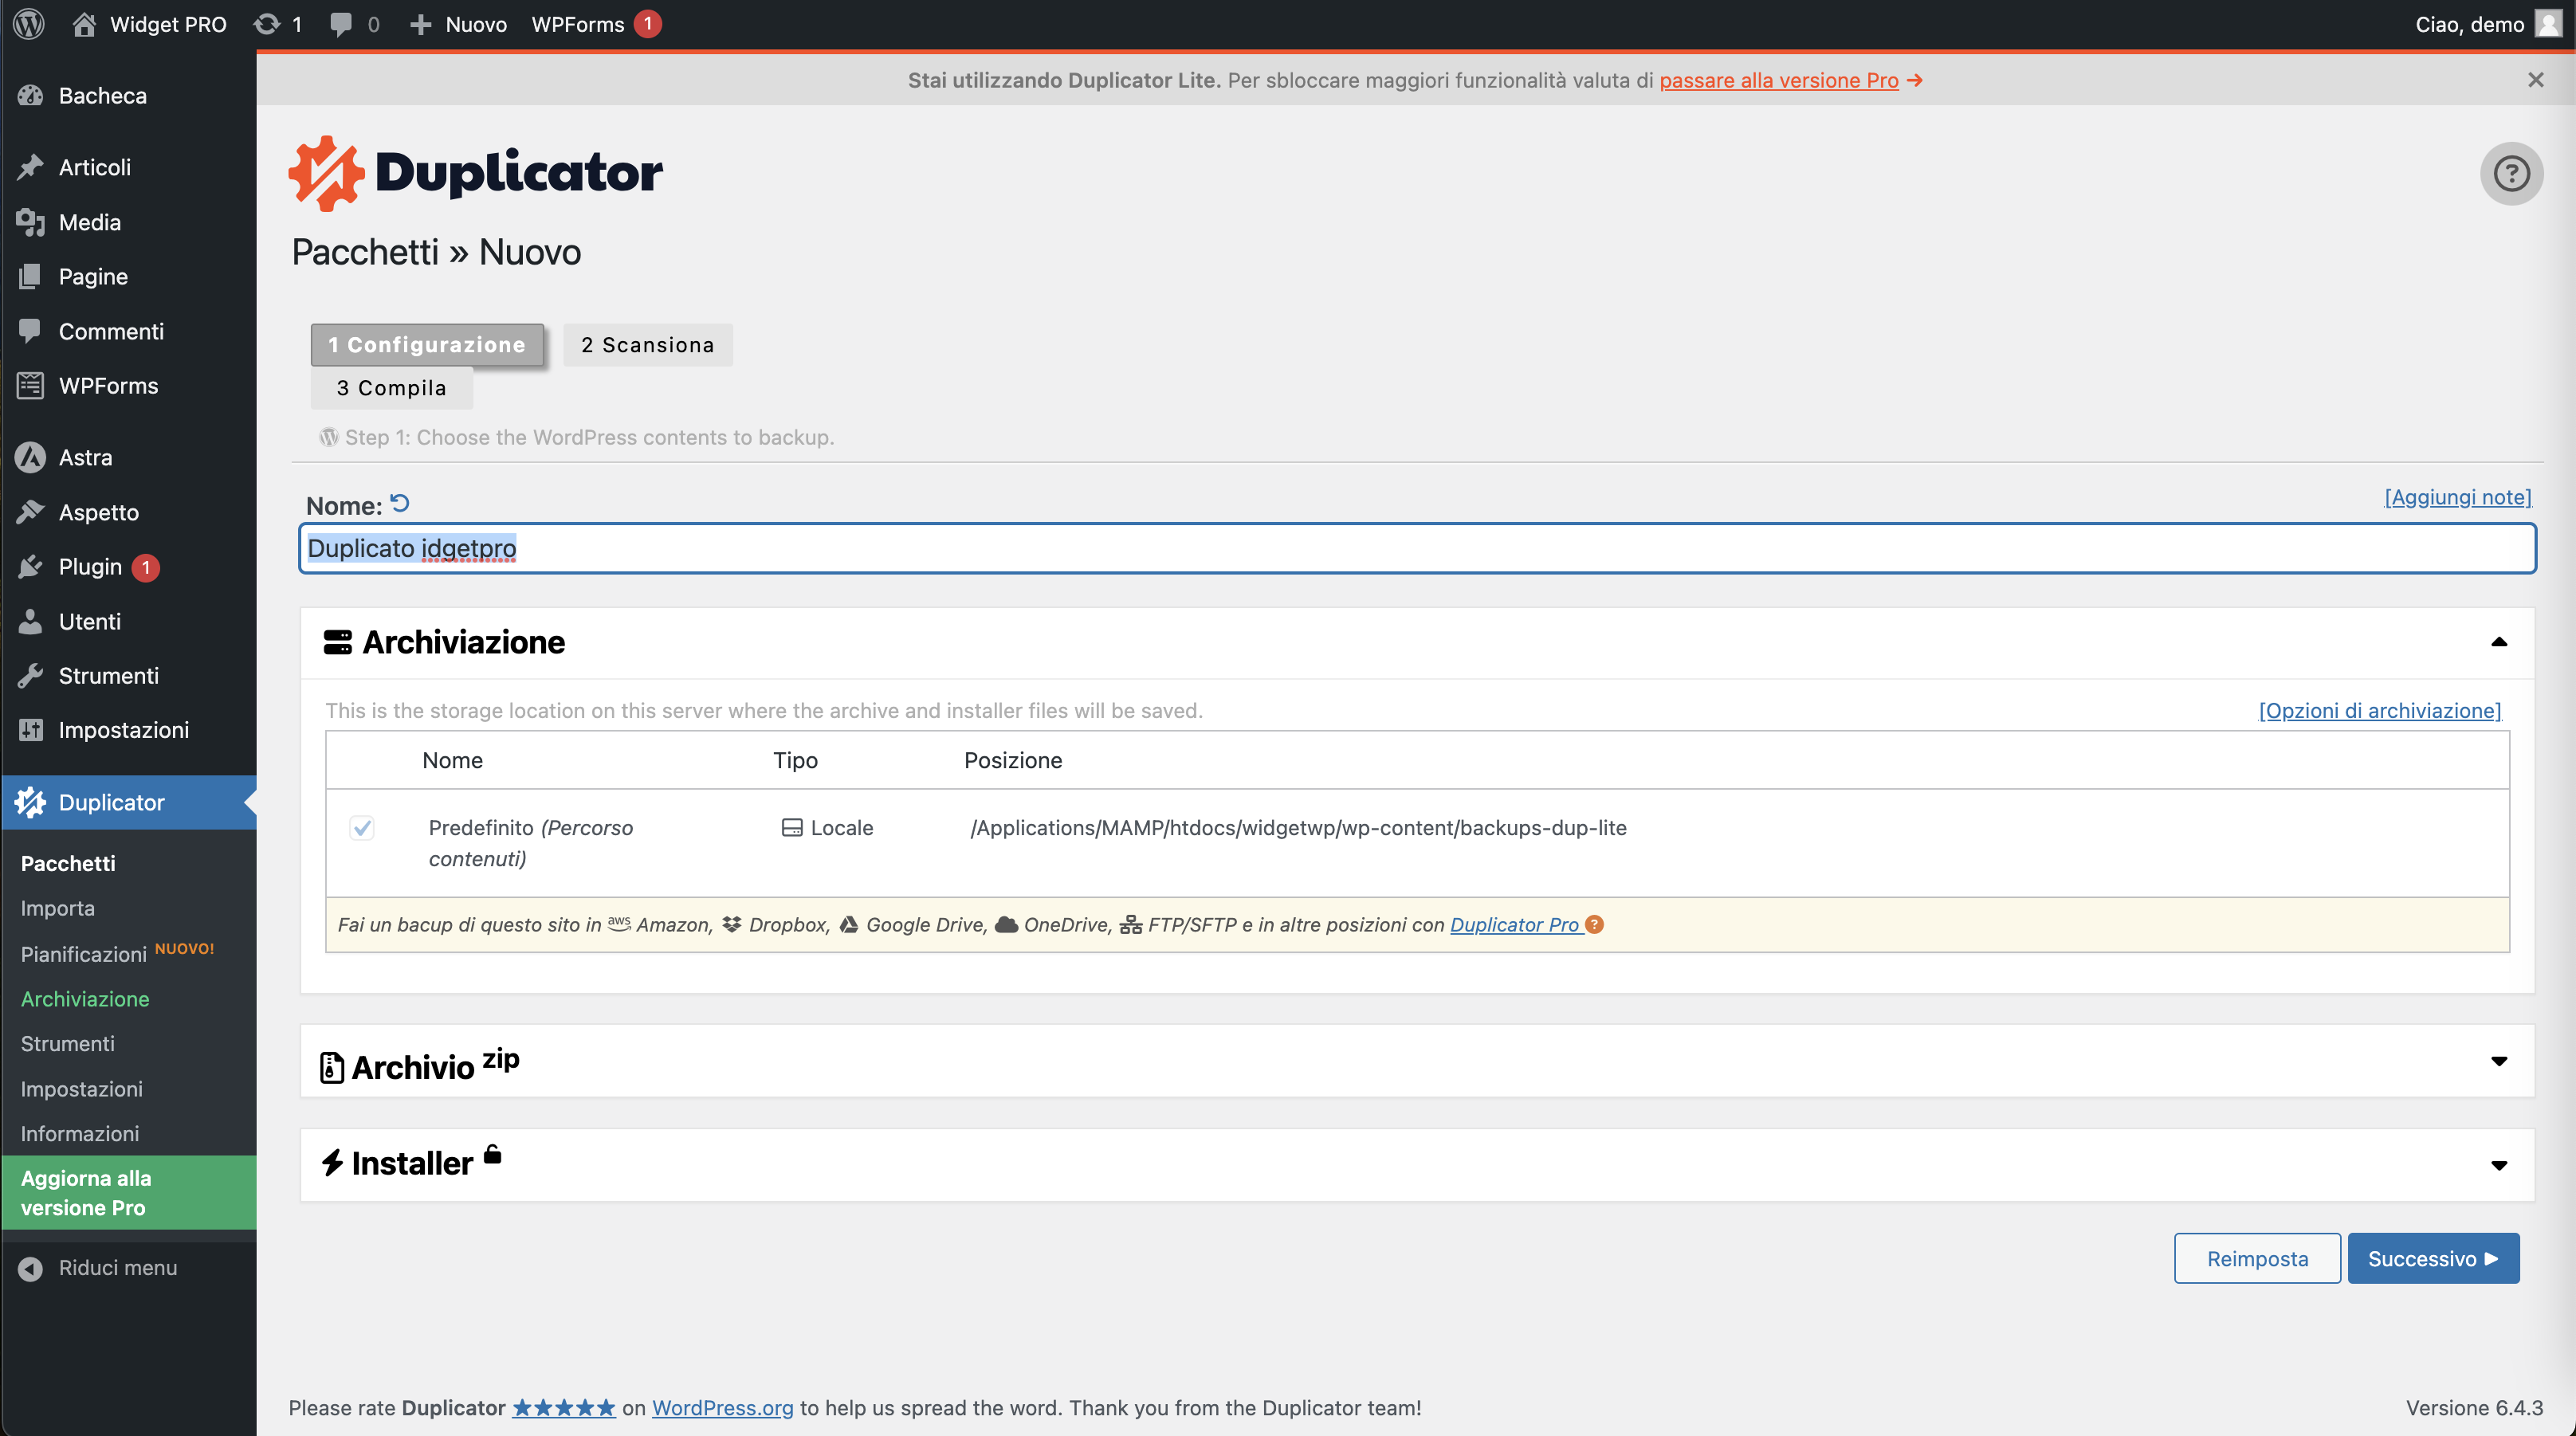 Widget PRO 1 0 Nuovo WPForms 1 Ciao, demo
Stai utilizzando Duplicator Lite. Per sbloccare maggiori funzionalità valuta di passare alla versione Pro →
Bacheca
Articoli
Media
Pagine
Commenti
WPForms
Astra
Aspetto
Plugin 1
Utenti
Strumenti
Impostazioni
Duplicator
Pacchetti
Importa
Pianificazioni NUOVO!
Archiviazione
Strumenti
Impostazioni
Informazioni
Aggiorna alla
versione Pro
Riduci menu
Duplicator
?
Pacchetti » Nuovo
1 Configurazione 2 Scansiona
3 Compila
Step 1: Choose the WordPress contents to backup.
Nome: [Aggiungi note]
Duplicato idgetpro
Archiviazione
This is the storage location on this server where the archive and installer files will be saved. [Opzioni di archiviazione]
Nome Tipo Posizione
Predefinito (Percorso Locale /Applications/MAMP/htdocs/widgetwp/wp-content/backups-dup-lite
contenuti)
Fai un bacup di questo sito in aws Amazon, Dropbox, Google Drive, OneDrive, FTP/SFTP e in altre posizioni con Duplicator Pro ?
Archivio zip
Installer
Reimposta Successivo
Please rate Duplicator ★★★★★ on WordPress.org to help us spread the word. Thank you from the Duplicator team! Versione 6.4.3